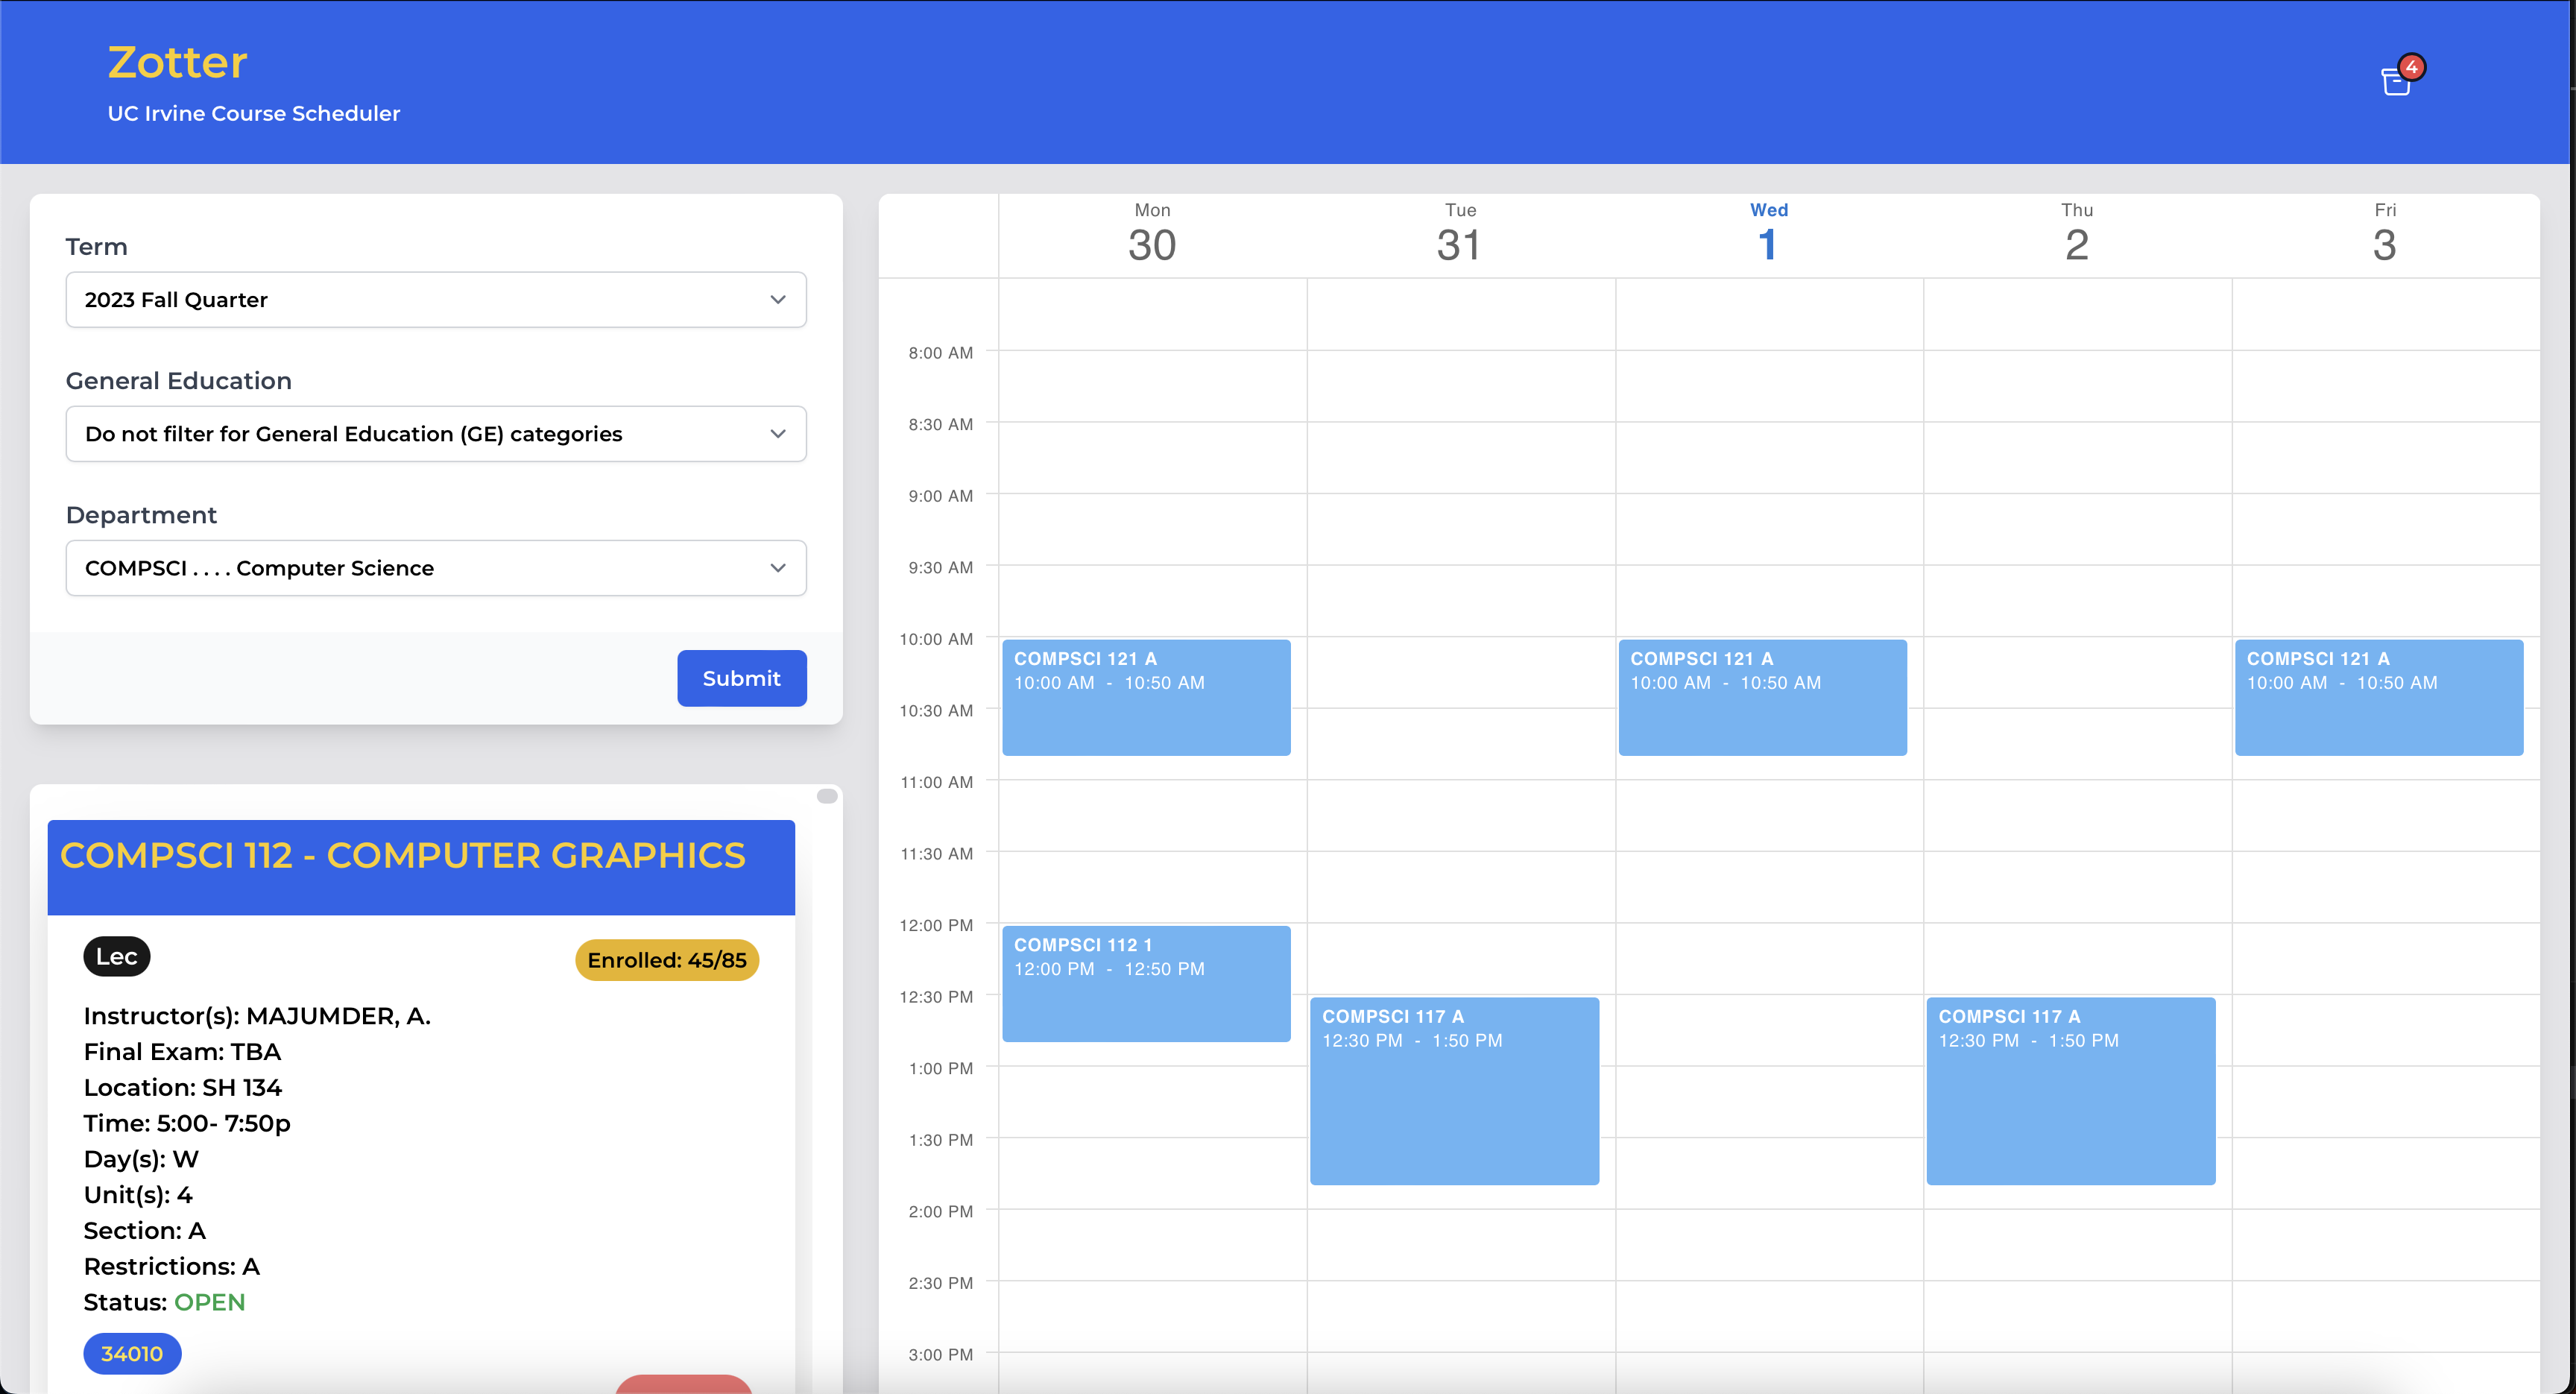 Zotter
UC Irvine Course Scheduler
4
Term
2023 Fall Quarter
General Education
Do not filter for General Education (GE) categories
Department
COMPSCI . . . . Computer Science
Submit
COMPSCI 112 - COMPUTER GRAPHICS
Lec
Enrolled: 45/85
Instructor(s): MAJUMDER, A.
Final Exam: TBA
Location: SH 134
Time: 5:00- 7:50p
Day(s): W
Unit(s): 4
Section: A
Restrictions: A
Status: OPEN
34010
Mon
30
Tue
31
Wed
1
Thu
2
Fri
3
8:00 AM
8:30 AM
9:00 AM
9:30 AM
10:00 AM
COMPSCI 121 A
10:00 AM - 10:50 AM
COMPSCI 121 A
10:00 AM - 10:50 AM
COMPSCI 121 A
10:00 AM - 10:50 AM
10:30 AM
11:00 AM
11:30 AM
12:00 PM
COMPSCI 112 1
12:00 PM - 12:50 PM
12:30 PM
COMPSCI 117 A
12:30 PM - 1:50 PM
COMPSCI 117 A
12:30 PM - 1:50 PM
1:00 PM
1:30 PM
2:00 PM
2:30 PM
3:00 PM